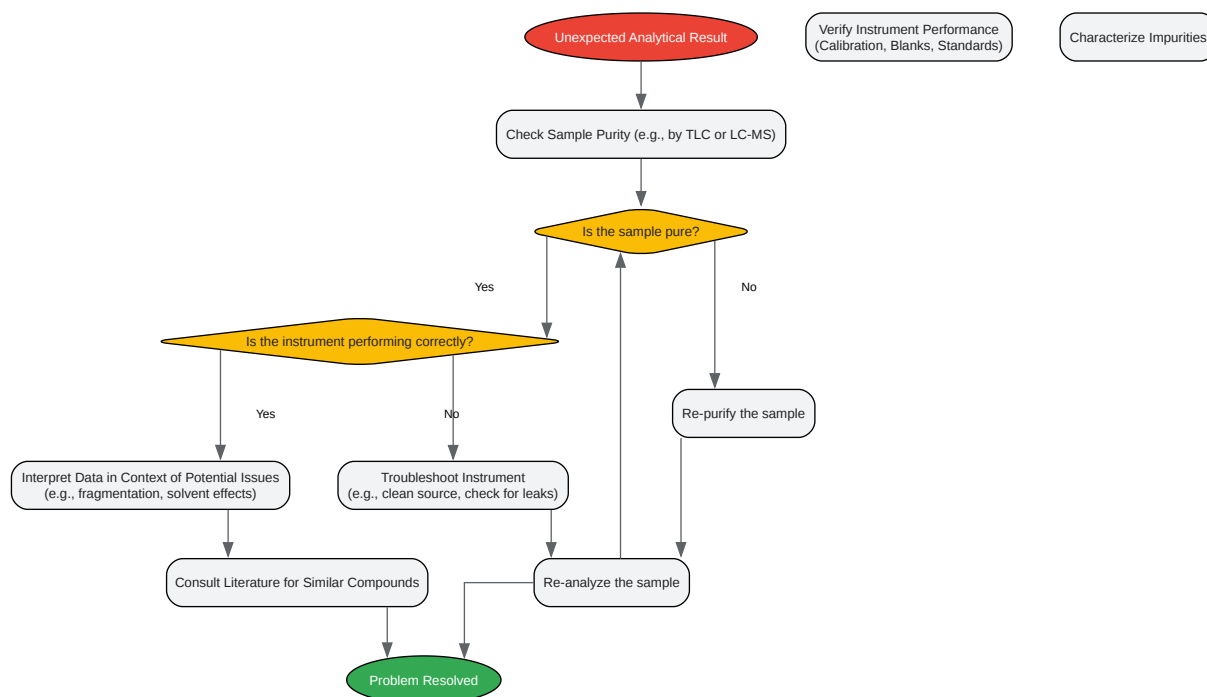 Unexpected Analytical Result
Verify Instrument Performance
(Calibration, Blanks, Standards)
Characterize Impurities
Check Sample Purity (e.g., by TLC or LC-MS)
Is the sample pure?
Yes
No
Is the instrument performing correctly?
Yes
No
Re-purify the sample
Interpret Data in Context of Potential Issues
(e.g., fragmentation, solvent effects)
Troubleshoot Instrument
(e.g., clean source, check for leaks)
Consult Literature for Similar Compounds
Re-analyze the sample
Problem Resolved